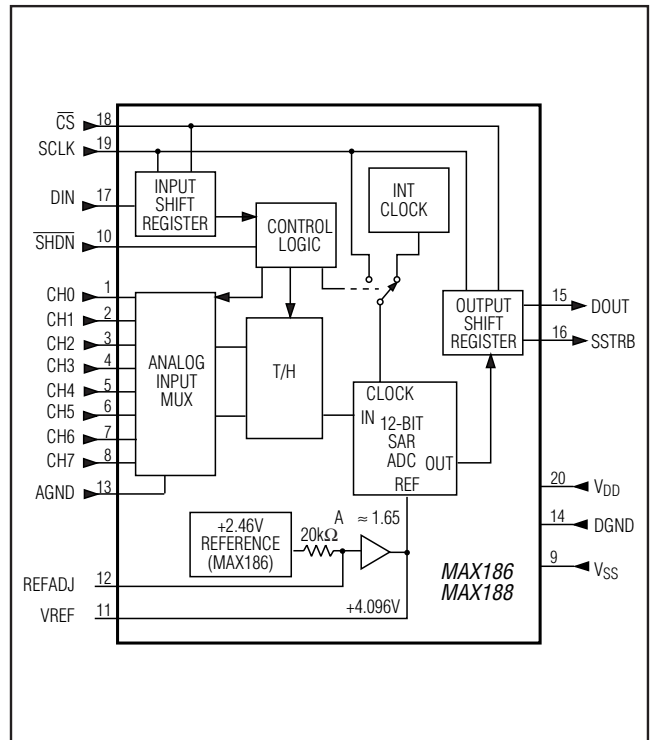 CS 18
SCLK 19
DIN 17
SHDN 10
CH0 1
CH1 2
CH2 3
CH3 4
CH4 5
CH5 6
CH6 7
CH7 8
AGND 13
REFADJ 12
VREF 11
INPUT
SHIFT
REGISTER
CONTROL
LOGIC
INT
CLOCK
ANALOG
INPUT
MUX
T/H
CLOCK
IN
12-BIT
SAR
ADC
OUT
REF
OUTPUT
SHIFT
REGISTER
15 DOUT
16 SSTRB
20 VDD
14 DGND
9 VSS
+2.46V
REFERENCE
(MAX186)
20kΩ
A ≈ 1.65
+4.096V
MAX186
MAX188